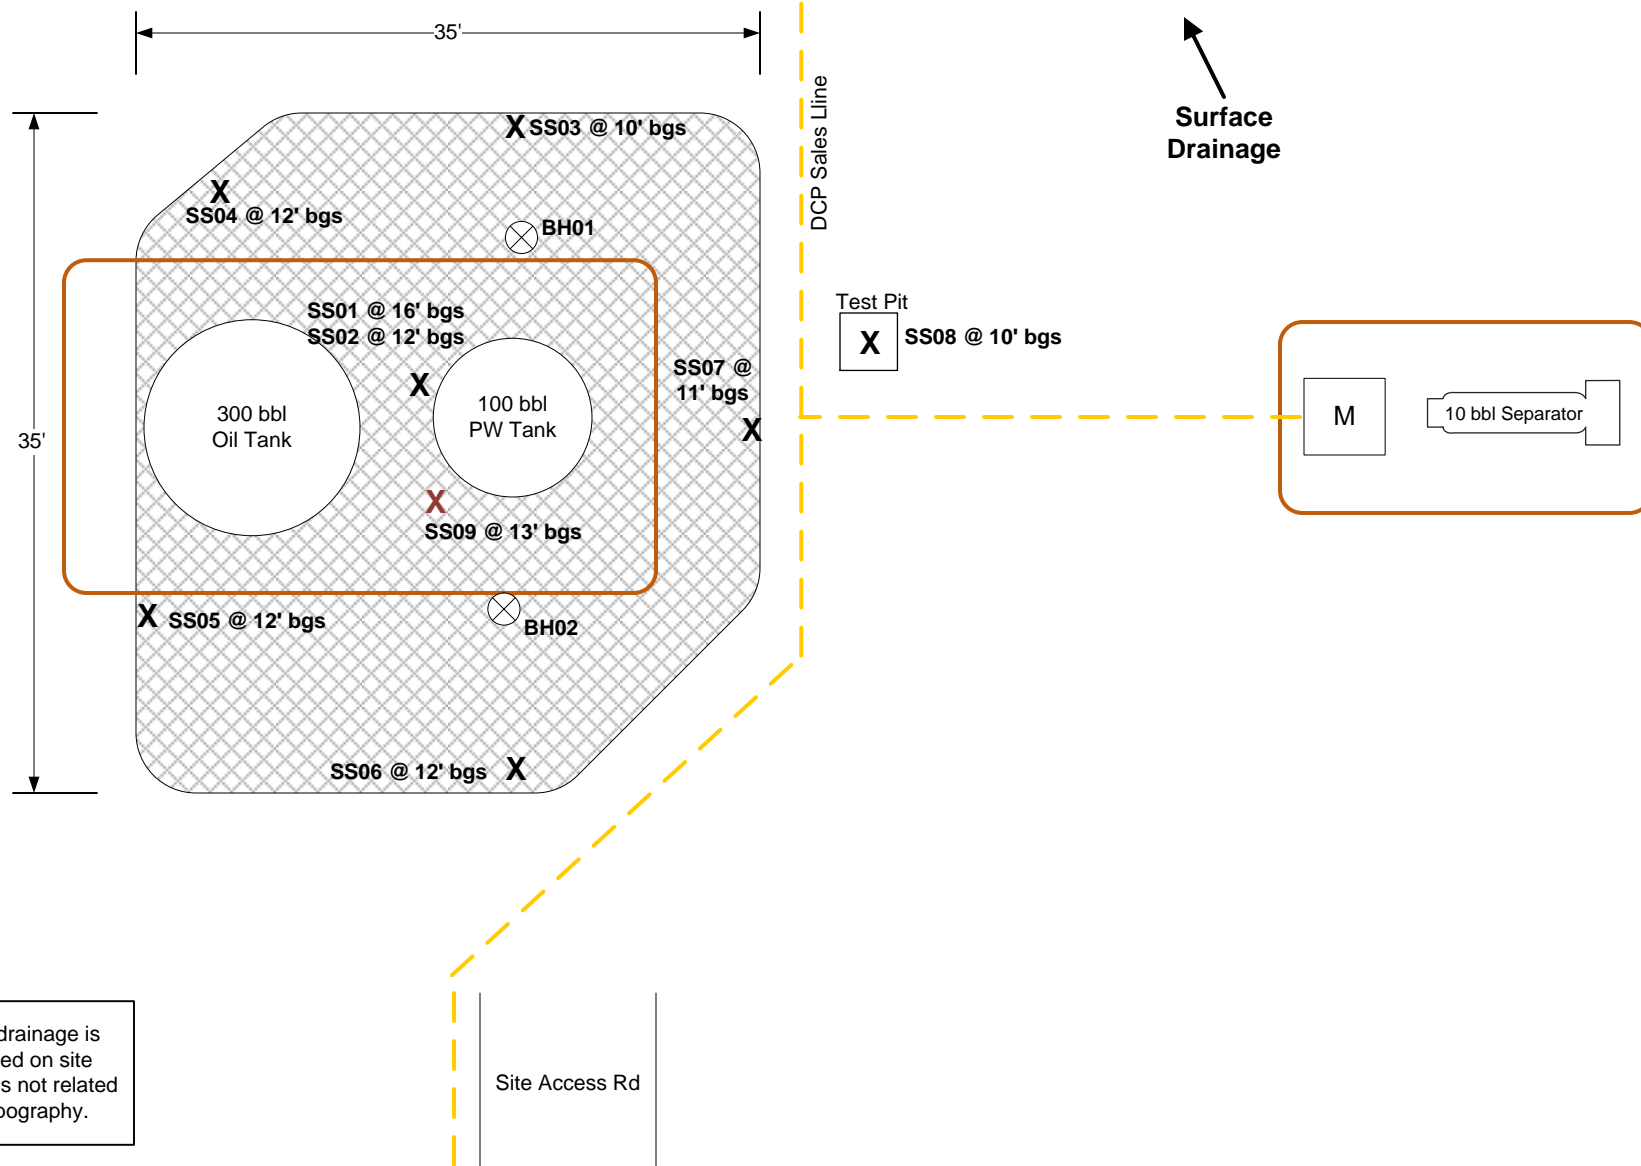 35'
Surface
Drainage
DCP Sales Lline
X SS03 @ 10' bgs
X
SS04 @ 12' bgs
BH01
SS01 @ 16' bgs
SS02 @ 12' bgs
X
300 bbl
Oil Tank
100 bbl
PW Tank
SS07 @
11' bgs
X
35'
Test Pit
X SS08 @ 10' bgs
M
10 bbl Separator
X
SS09 @ 13' bgs
X SS05 @ 12' bgs
BH02
SS06 @ 12' bgs X
drainage is
ed on site
s not related
ography.
Site Access Rd